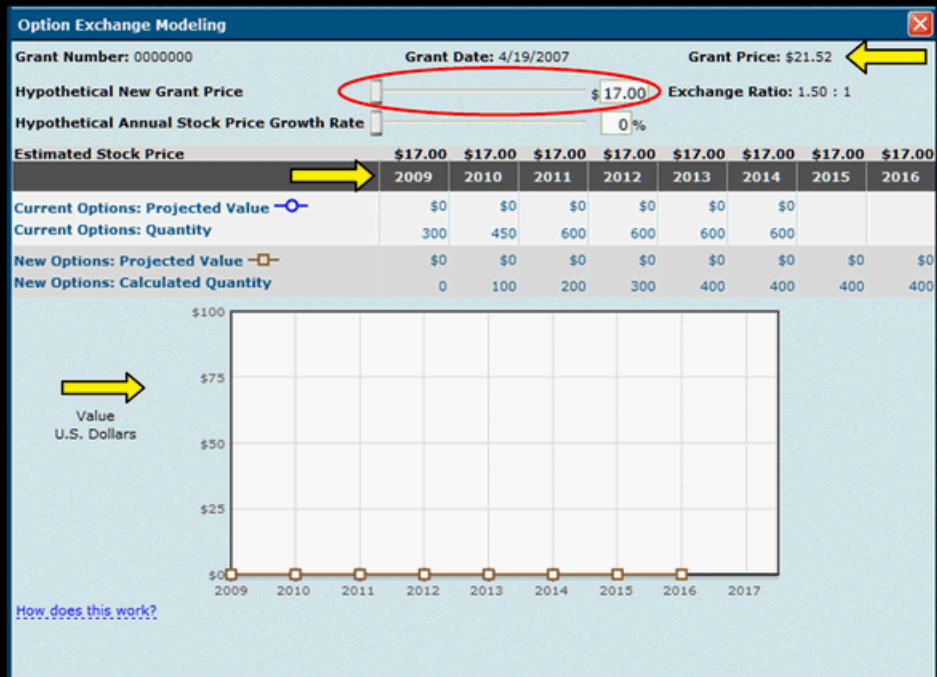 Option Exchange Modeling
Grant Number: 0000000 Grant Date: 4/19/2007 Grant Price: $21.52
Hypothetical New Grant Price $ 17.00 Exchange Ratio: 1.50 : 1
Hypothetical Annual Stock Price Growth Rate 0 %
Estimated Stock Price $17.00 $17.00 $17.00 $17.00 $17.00 $17.00 $17.00 $17.00
2009 2010 2011 2012 2013 2014 2015 2016
Current Options: Projected Value $0 $0 $0 $0 $0 $0
Current Options: Quantity 300 450 600 600 600 600
New Options: Projected Value $0 $0 $0 $0 $0 $0 $0 $0
New Options: Calculated Quantity 0 100 200 300 400 400 400 400
$100
$75
Value
U.S. Dollars
$50
$25
$0
2009 2010 2011 2012 2013 2014 2015 2016 2017
How does this work?